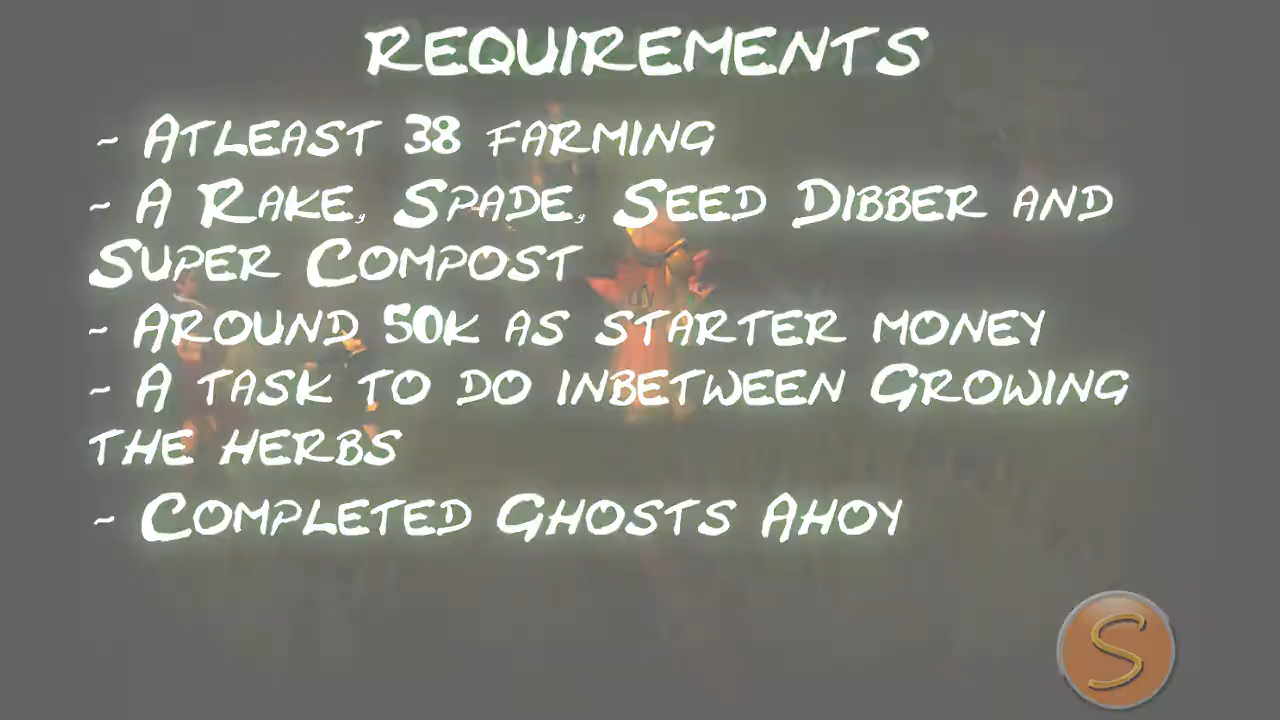 REQUIREMENTS
- ATLEAST 38 FARMING
- A RAKE, SPADE, SEED DIBBER AND
SUPER COMPOST
- AROUND 50K AS STARTER MONEY
- A TASK TO DO INBETWEEN GROWING
THE HERBS
- COMPLETED GHOSTS AHOY
S